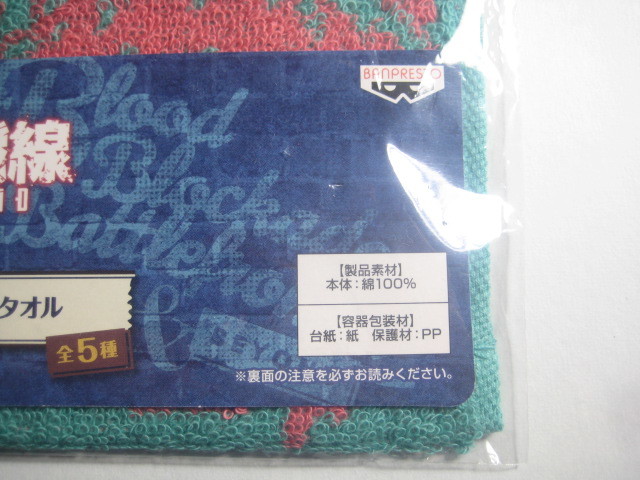 BANPRESTO
Blood
Blockade
Battlefront
線
&
タオル
全5種
【製品素材】
本体：綿100%
【容器包装材】
台紙：紙 保護材：PP
※裏面の注意を必ずお読みください。